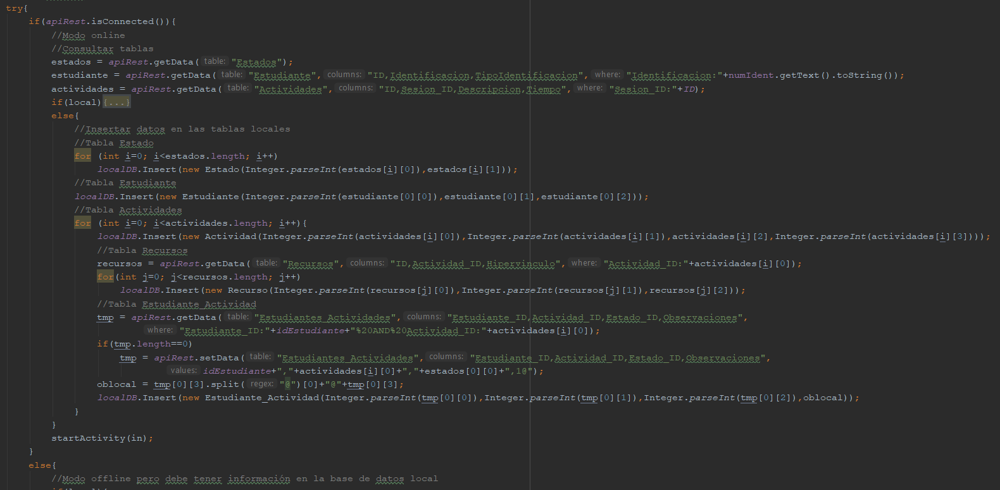 try{
if(apiRest.isConnected()){
//Modo online
//Consultar tablas
estados = apiRest.getData( table: "Estados");
estudiante = apiRest.getData( table: "Estudiante", columns: "ID,Identificacion,TipoIdentificacion", where: "Identificacion:"+numIdent.getText().toString());
actividades = apiRest.getData( table: "Actividades", columns: "ID,Sesion_ID,Descripcion,Tiempo", where: "Sesion_ID:"+ID);
if(local){...}
else{
//Insertar datos en las tablas locales
//Tabla Estado
for (int i=0; i<estados.length; i++)
localDB.Insert(new Estado(Integer.parseInt(estados[i][0]),estados[i][1]));
//Tabla Estudiante
localDB.Insert(new Estudiante(Integer.parseInt(estudiante[0][0]),estudiante[0][1],estudiante[0][2]));
//Tabla Actividades
for (int i=0; i<actividades.length; i++){
localDB.Insert(new Actividad(Integer.parseInt(actividades[i][0]),Integer.parseInt(actividades[i][1]),actividades[i][2],Integer.parseInt(actividades[i][3])));
//Tabla Recursos
recursos = apiRest.getData( table: "Recursos", columns: "ID,Actividad_ID,Hipervinculo", where: "Actividad_ID:"+actividades[i][0]);
for(int j=0; j<recursos.length; j++)
localDB.Insert(new Recurso(Integer.parseInt(recursos[j][0]),Integer.parseInt(recursos[j][1]),recursos[j][2]));
//Tabla Estudiante_Actividad
tmp = apiRest.getData( table: "Estudiantes_Actividades", columns: "Estudiante_ID,Actividad_ID,Estado_ID,Observaciones",
where: "Estudiante_ID:"+idEstudiante+"%20AND%20Actividad_ID:"+actividades[i][0]);
if(tmp.length==0)
tmp = apiRest.setData( table: "Estudiantes_Actividades", columns: "Estudiante_ID,Actividad_ID,Estado_ID,Observaciones",
values: idEstudiante+","+actividades[i][0]+","+estados[0][0]+",1@");
oblocal = tmp[0][3].split( regex: "@")[0]+"@"+tmp[0][3];
localDB.Insert(new Estudiante_Actividad(Integer.parseInt(tmp[0][0]),Integer.parseInt(tmp[0][1]),Integer.parseInt(tmp[0][2]),oblocal));
}
}
startActivity(in);
}
else{
//Modo offline pero debe tener información en la base de datos local